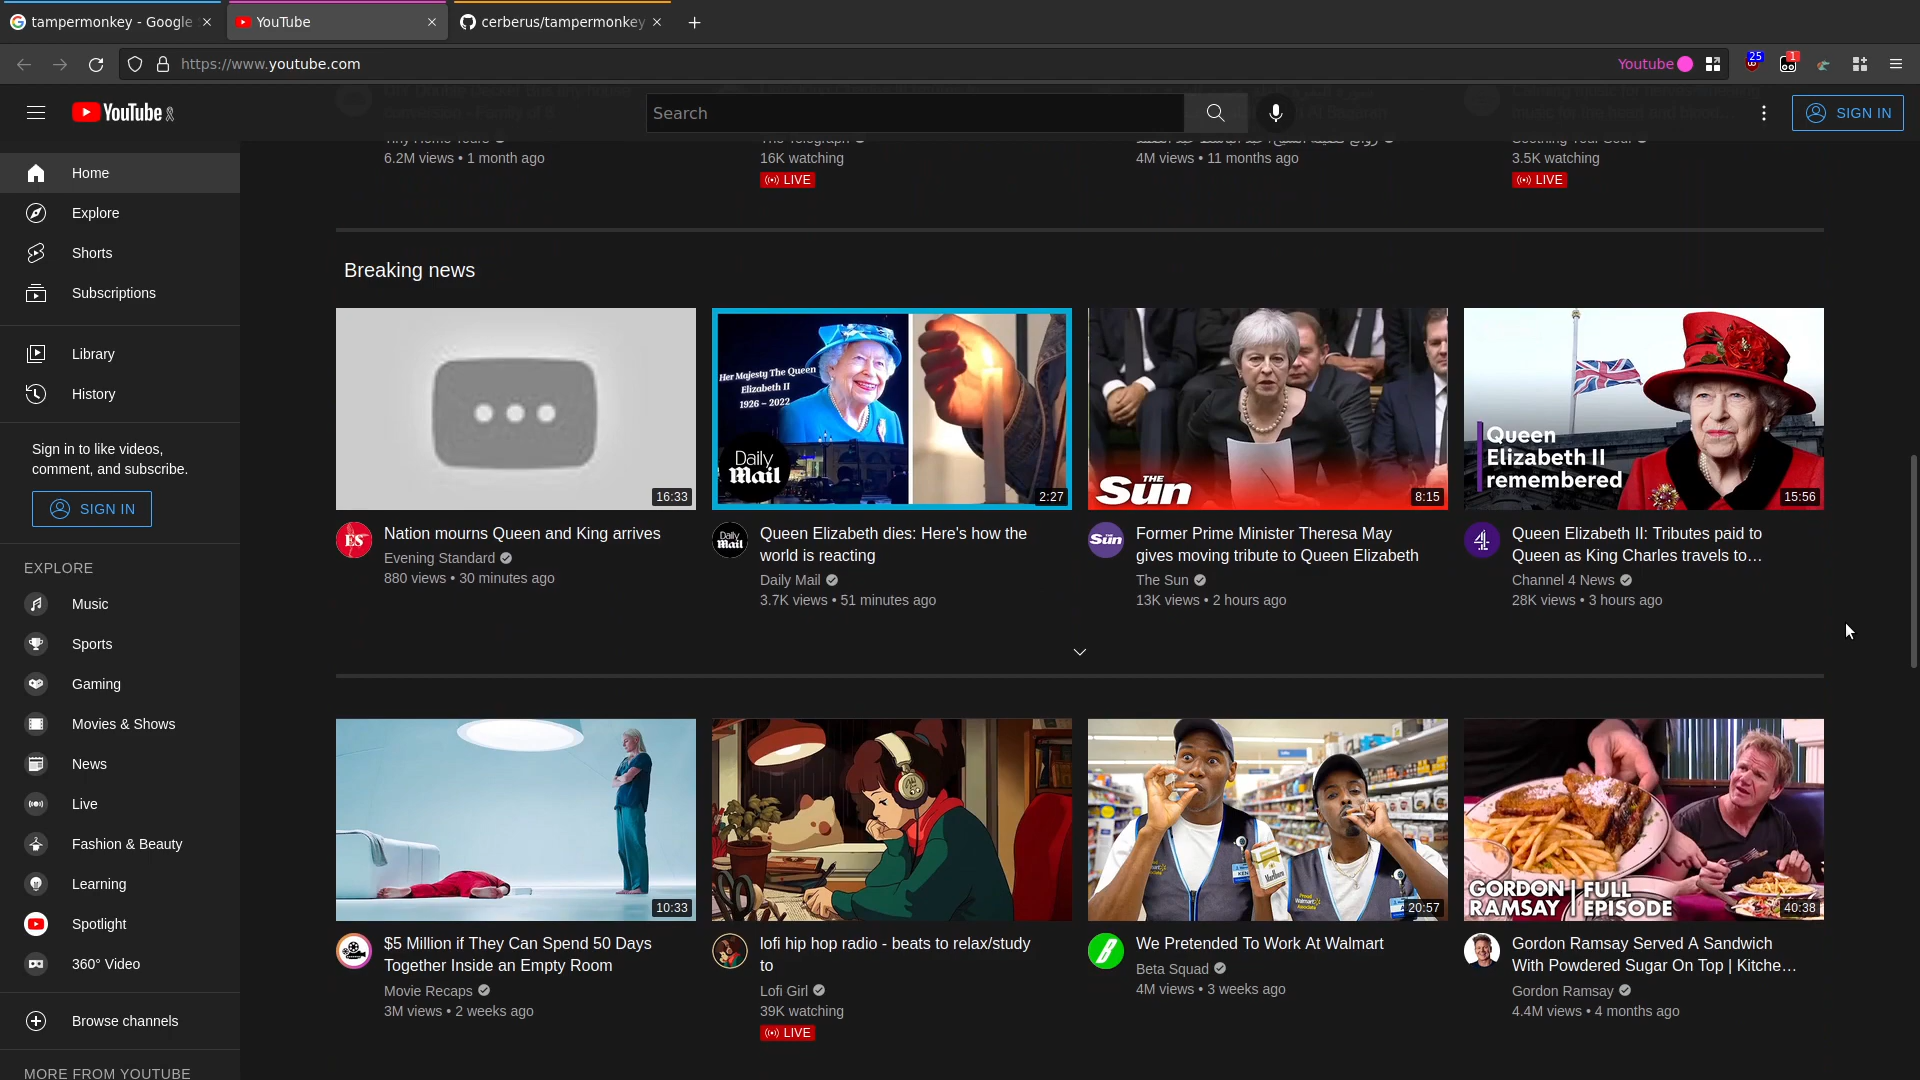 tampermonkey - Google
YouTube
cerberus/tampermonkey
https://www.youtube.com
Youtube
25
1
YouTube
Search
SIGN IN
Home
Explore
Shorts
Subscriptions
Library
History
Sign in to like videos,
comment, and subscribe.
SIGN IN
EXPLORE
Music
Sports
Gaming
Movies & Shows
News
Live
Fashion & Beauty
Learning
Spotlight
360° Video
Browse channels
MORE FROM YOUTUBE
6.2M views • 1 month ago
16K watching
LIVE
4M views • 11 months ago
3.5K watching
LIVE
Breaking news
16:33
Her Majesty The Queen
Elizabeth II
1926 – 2022
Daily
Mail
2:27
THE
Sun
8:15
Queen
Elizabeth II
remembered
15:56
ES
Nation mourns Queen and King arrives
Evening Standard
880 views • 30 minutes ago
Daily
Mail
Queen Elizabeth dies: Here's how the
world is reacting
Daily Mail
3.7K views • 51 minutes ago
Sun
Former Prime Minister Theresa May
gives moving tribute to Queen Elizabeth
The Sun
13K views • 2 hours ago
4
Queen Elizabeth II: Tributes paid to
Queen as King Charles travels to…
Channel 4 News
28K views • 3 hours ago
10:33
Marlboro
20:57
GORDON
RAMSAY
FULL
EPISODE
40:38
$5 Million if They Can Spend 50 Days
Together Inside an Empty Room
Movie Recaps
3M views • 2 weeks ago
lofi hip hop radio - beats to relax/study
to
Lofi Girl
39K watching
LIVE
We Pretended To Work At Walmart
Beta Squad
4M views • 3 weeks ago
Gordon Ramsay Served A Sandwich
With Powdered Sugar On Top | Kitche…
Gordon Ramsay
4.4M views • 4 months ago